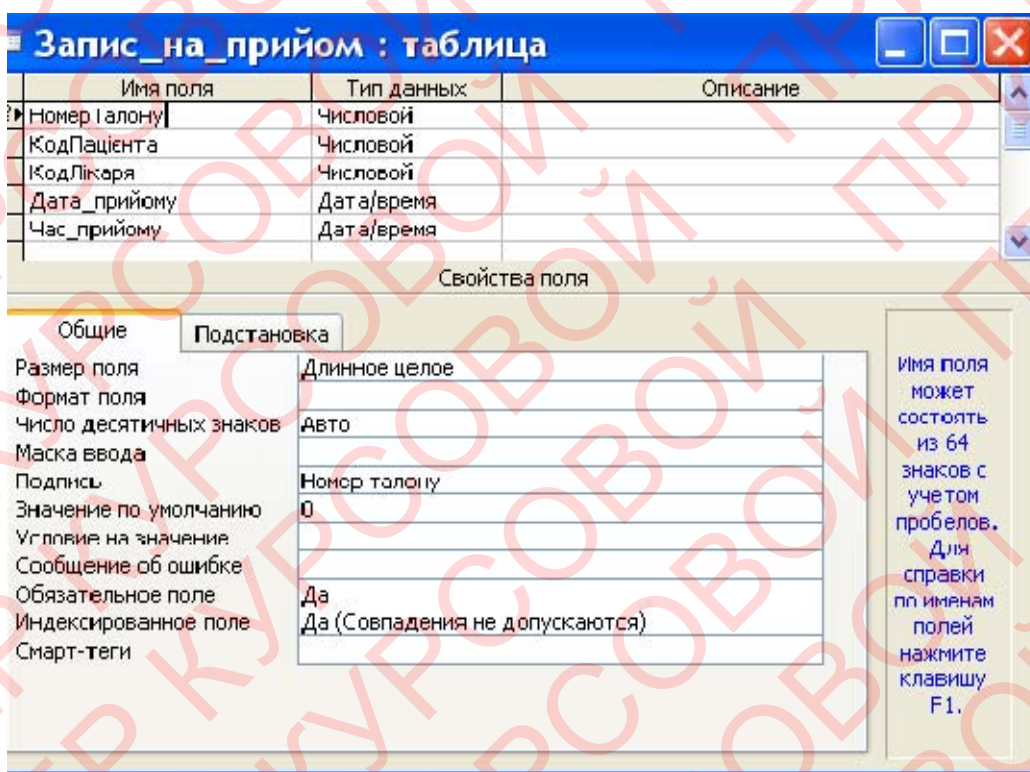 Запис_на_прийом : таблица
Имя поля Тип данных Описание
НомерТалону Числовой
КодПацієнта Числовой
КодЛікаря Числовой
Дата_прийому Дата/время
Час_прийому Дата/время
Свойства поля
Общие Подстановка
Размер поля Длинное целое
Формат поля
Число десятичных знаков Авто
Маска ввода
Подпись Номер талону
Значение по умолчанию 0
Условие на значение
Сообщение об ошибке
Обязательное поле Да
Индексированное поле Да (Совпадения не допускаются)
Смарт-теги
Имя поля
может
состоять
из 64
знаков с
учетом
пробелов.
Для
справки
по именам
полей
нажмите
клавишу
F1.
КУРСОВОЙ